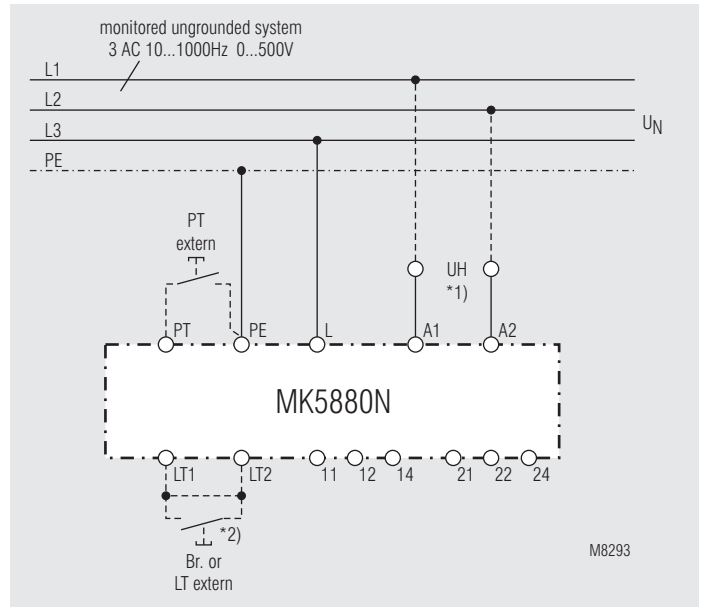 monitored ungrounded system
3 AC 10...1000Hz 0...500V
L1
L2
L3
UN
PE
PT
extern
UH
*1)
PT PE L A1 A2
MK5880N
LT1 LT2 11 12 14 21 22 24
*2)
Br. or
LT extern
M8293